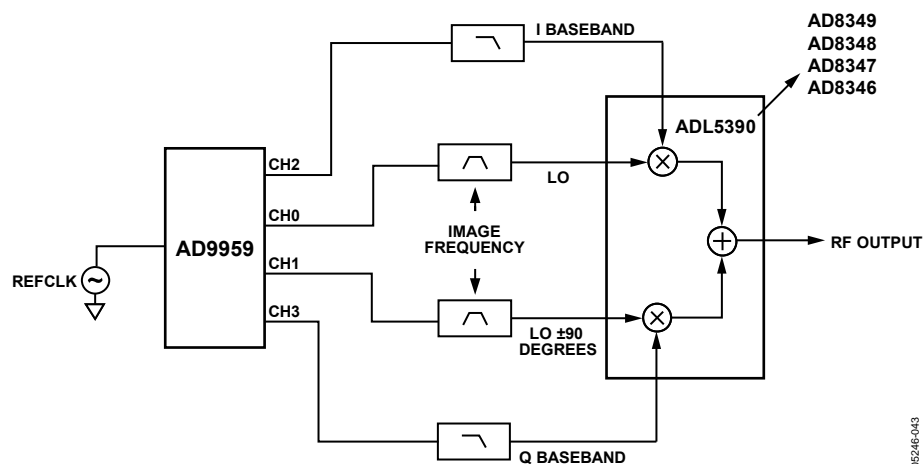 AD8349
AD8348
AD8347
AD8346
I BASEBAND
ADL5390
CH2
LO
CH0
IMAGE
FREQUENCY
AD9959
RF OUTPUT
REFCLK
CH1
CH3
LO ±90
DEGREES
Q BASEBAND
05246-043